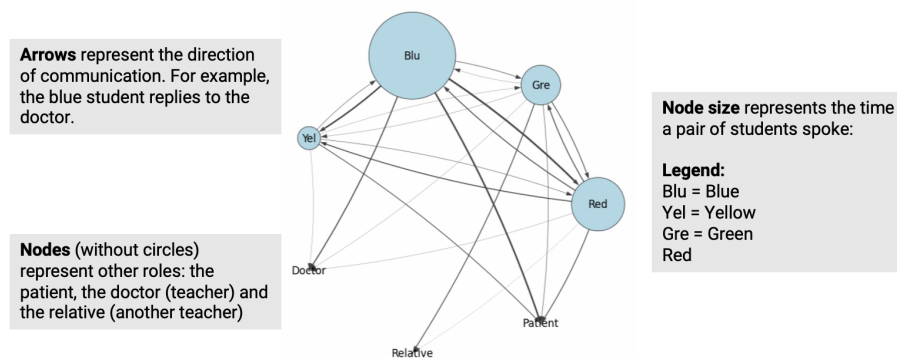 Arrows represent the direction
of communication. For example,
the blue student replies to the
doctor.
Nodes (without circles)
represent other roles: the
patient, the doctor (teacher) and
the relative (another teacher)
Blu
Gre
Yel
Red
Doctor
Patient
Relative
Node size represents the time
a pair of students spoke:
Legend:
Blu = Blue
Yel = Yellow
Gre = Green
Red